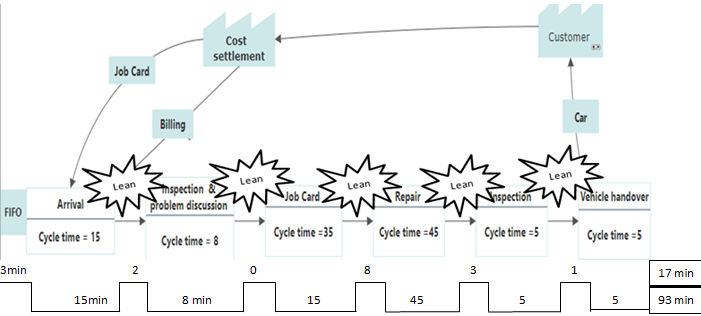 Cost
settlement
Customer
Job Card
Billing
Car
Lean
Lean
Lean
Lean
Lean
FIFO
Arrival
Cycle time = 15
Inspection &
problem discussion
Cycle time = 8
Job Card
Cycle time =35
Repair
Cycle time =45
nspection
Cycle time =5
Vehicle handover
Cycle time =5
3min
2
0
8
3
1
17 min
15min
8 min
15
45
5
5
93 min